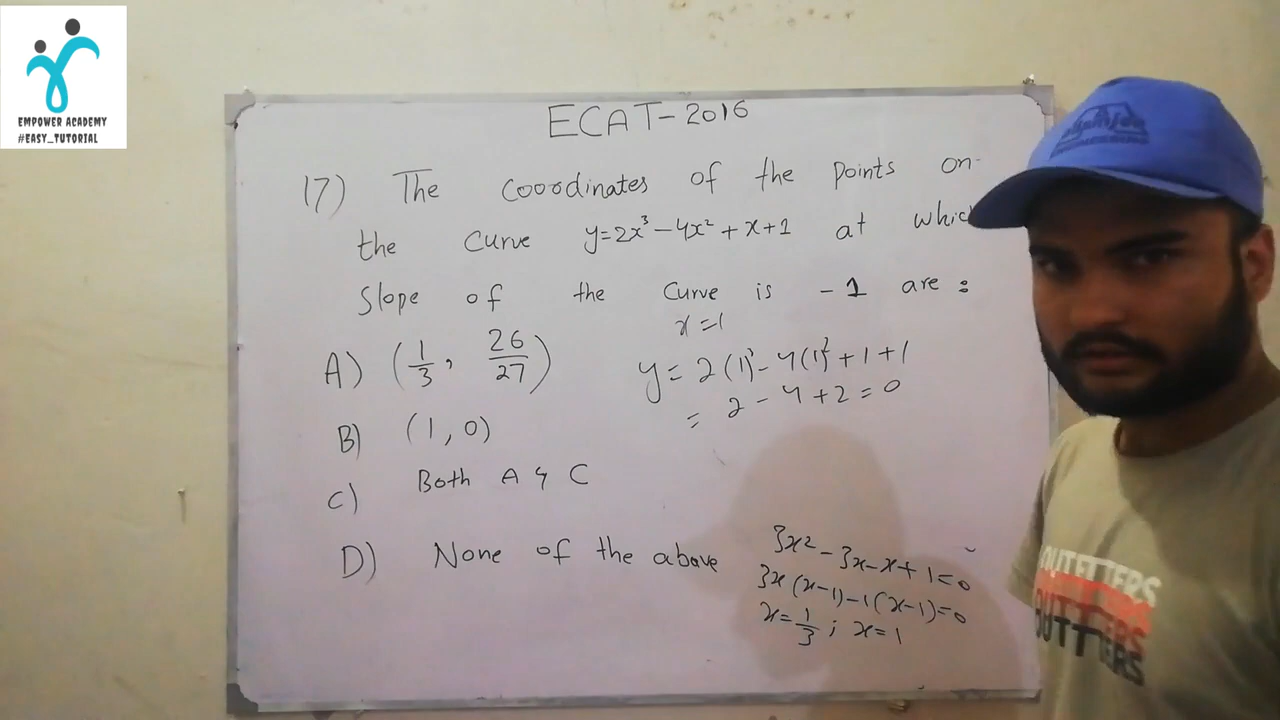 EMPOWER ACADEMY
#EASY_TUTORIAL
ECAT-2016
17) The coordinates of the points on
the curve y=2x³-4x²+x+1 at which
Slope of the curve is -1 are :
x=1
A) (1/3, 26/27)
y = 2(1)³-4(1)²+1+1
= 2-4+2=0
B) (1,0)
C) Both A & C
D) None of the above
3x²-3x-x+1=0
3x(x-1)-1(x-1)=0
x=1/3; x=1
OUTFITTERS
OUTFITTERS